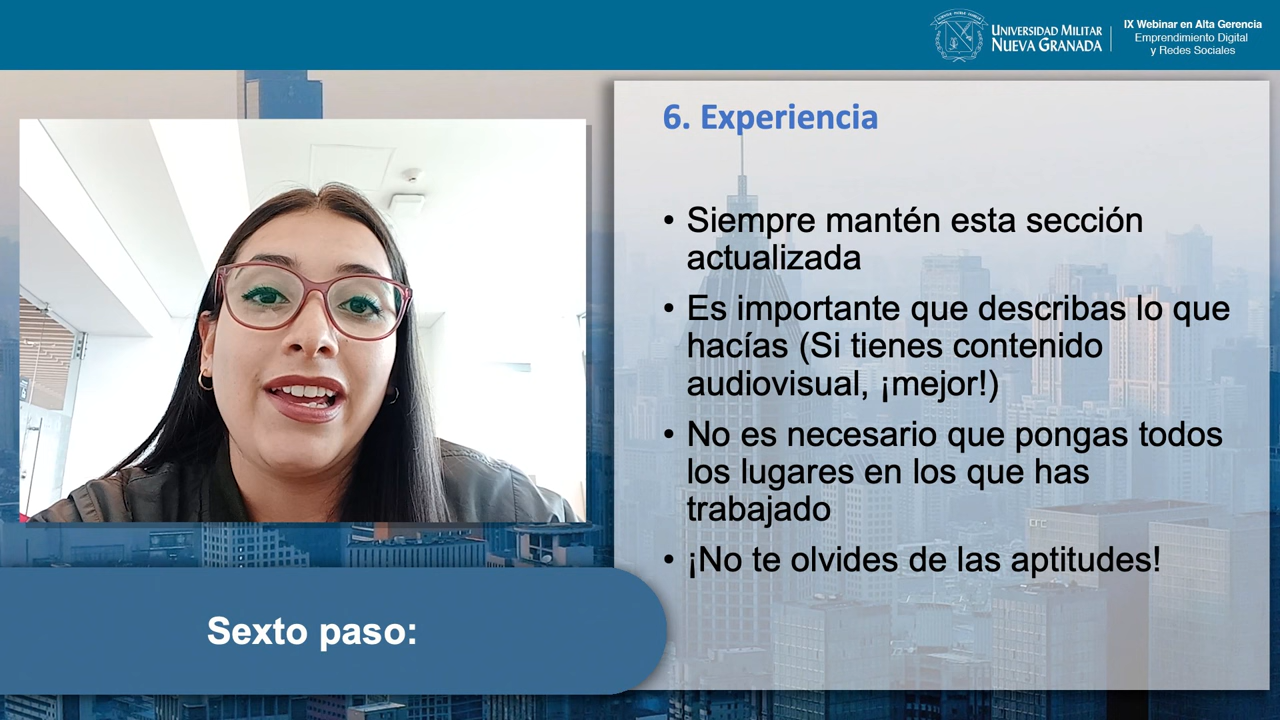 UNIVERSIDAD MILITAR
NUEVA GRANADA
IX Webinar en Alta Gerencia
Emprendimiento Digital
y Redes Sociales
6. Experiencia
• Siempre mantén esta sección
actualizada
• Es importante que describas lo que
hacías (Si tienes contenido
audiovisual, ¡mejor!)
• No es necesario que pongas todos
los lugares en los que has
trabajado
• ¡No te olvides de las aptitudes!
Sexto paso: